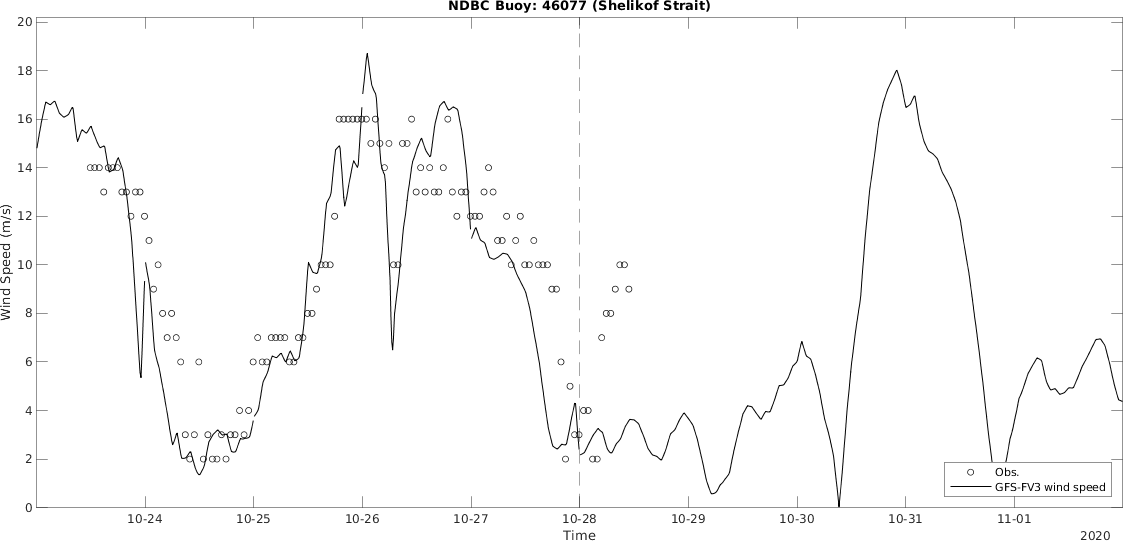 NDBC Buoy: 46077 (Shelikof Strait)
20
18
16
14
12
10
8
6
4
2
0
Wind Speed (m/s)
Obs.
GFS-FV3 wind speed
10-24 10-25 10-26 10-27 10-28 10-29 10-30 10-31 11-01
Time
2020